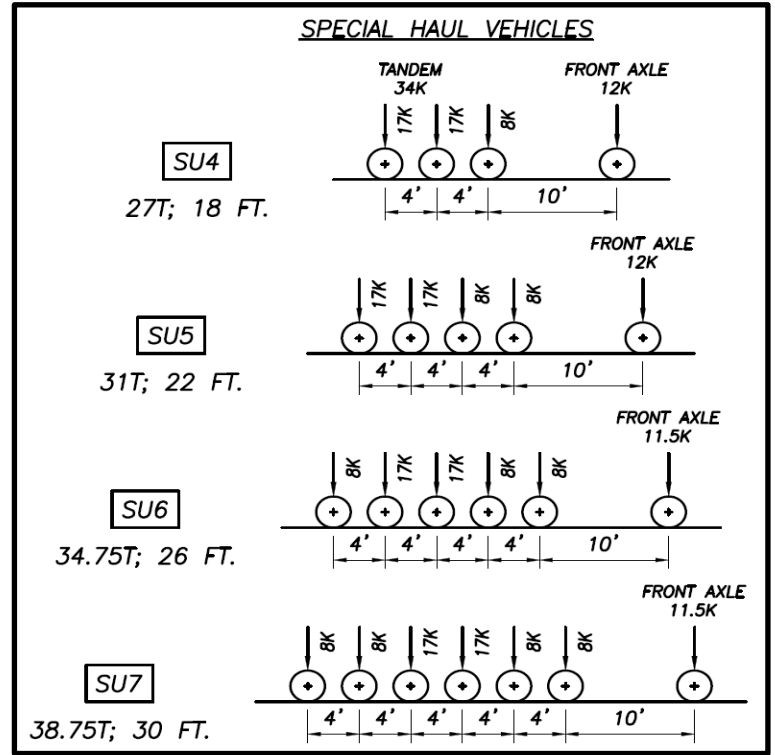 SPECIAL HAUL VEHICLES
TANDEM
34K
FRONT AXLE
12K
17K 17K 8K
SU4
27T; 18 FT.
4' 4' 10'
FRONT AXLE
12K
17K 17K 8K 8K
SU5
31T; 22 FT.
4' 4' 4' 10'
FRONT AXLE
11.5K
8K 17K 17K 8K 8K
SU6
34.75T; 26 FT.
4' 4' 4' 4' 10'
FRONT AXLE
11.5K
8K 8K 17K 17K 8K 8K
SU7
38.75T; 30 FT.
4' 4' 4' 4' 4' 10'